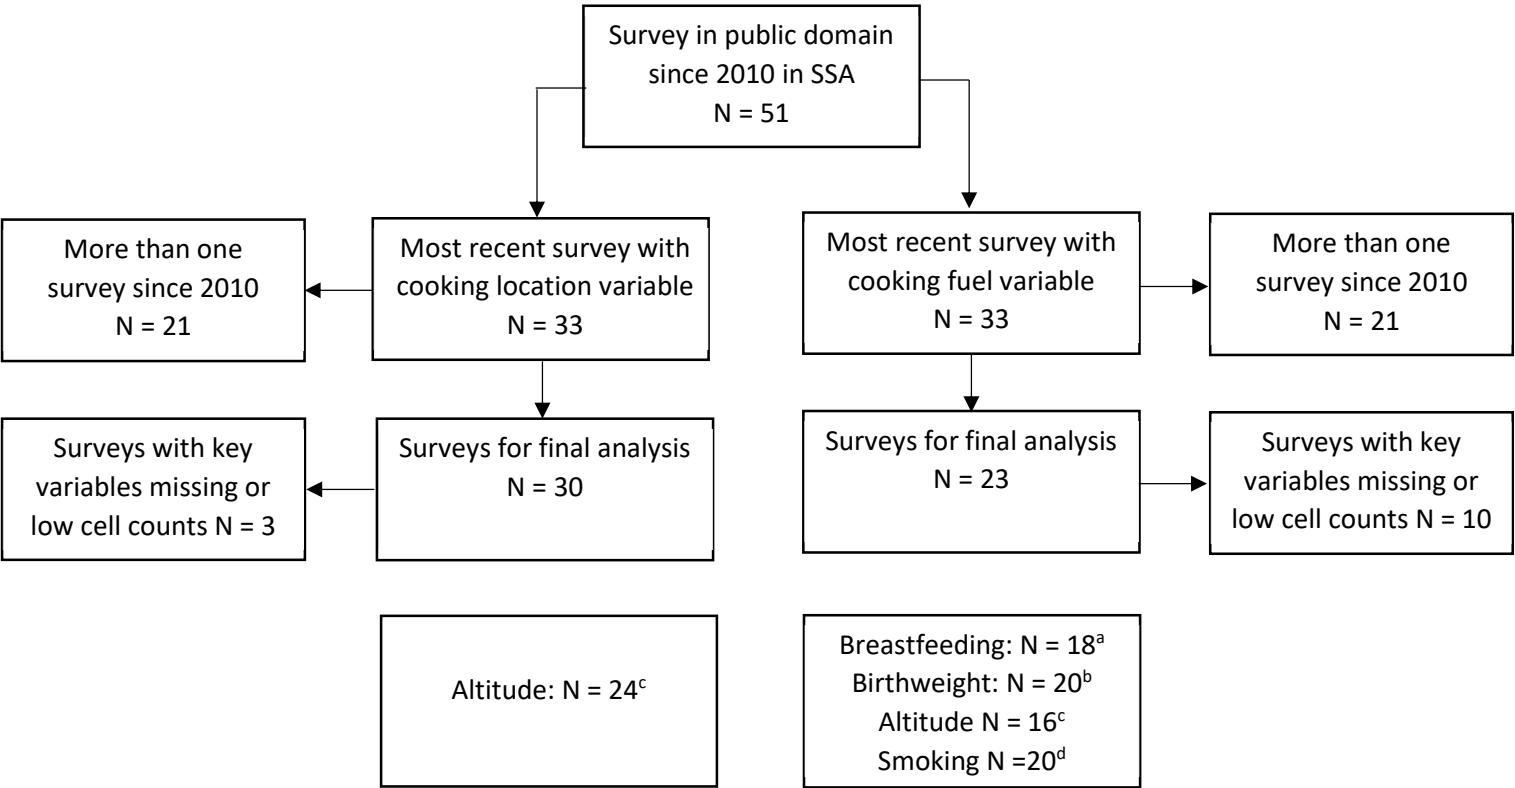 Survey in public domain
since 2010 in SSA
N = 51
More than one
survey since 2010
N = 21
Most recent survey with
cooking location variable
N = 33
Most recent survey with
cooking fuel variable
N = 33
More than one
survey since 2010
N = 21
Surveys with key
variables missing or
low cell counts N = 3
Surveys for final analysis
N = 30
Surveys for final analysis
N = 23
Surveys with key
variables missing or
low cell counts N = 10
Altitude: N = 24ᶜ
Breastfeeding: N = 18ᵃ
Birthweight: N = 20ᵇ
Altitude N = 16ᶜ
Smoking N =20ᵈ